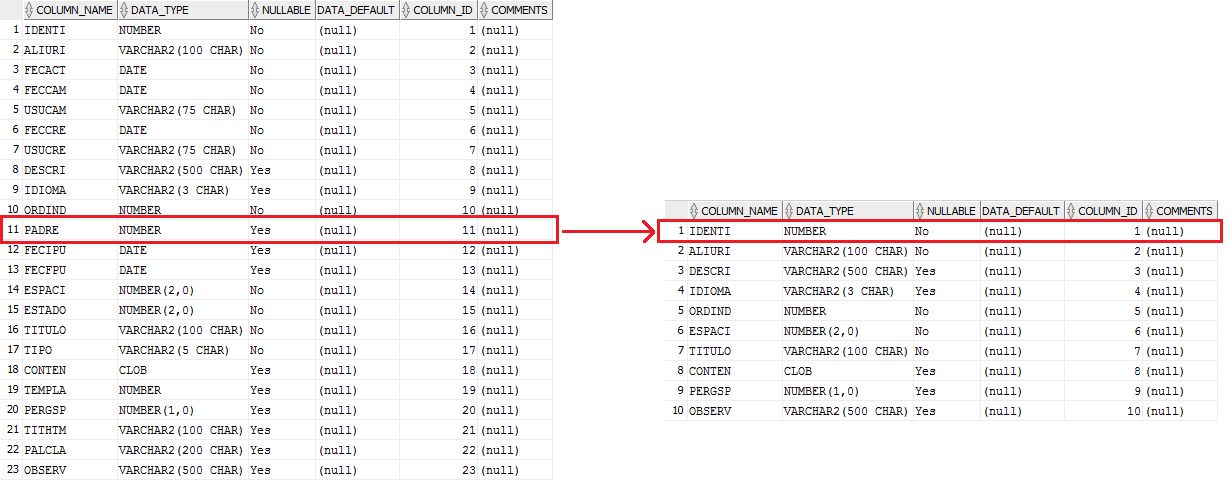 COLUMN_NAME DATA_TYPE NULLABLE DATA_DEFAULT COLUMN_ID COMMENTS
1 IDENTI NUMBER No (null) 1 (null)
2 ALIURI VARCHAR2(100 CHAR) No (null) 2 (null)
3 FECACT DATE No (null) 3 (null)
4 FECCAM DATE No (null) 4 (null)
5 USUCAM VARCHAR2(75 CHAR) No (null) 5 (null)
6 FECCRE DATE No (null) 6 (null)
7 USUCRE VARCHAR2(75 CHAR) No (null) 7 (null)
8 DESCRI VARCHAR2(500 CHAR) Yes (null) 8 (null)
9 IDIOMA VARCHAR2(3 CHAR) Yes (null) 9 (null)
10 ORDIND NUMBER No (null) 10 (null)
11 PADRE NUMBER Yes (null) 11 (null)
12 FECIPU DATE Yes (null) 12 (null)
13 FECFPU DATE Yes (null) 13 (null)
14 ESPACI NUMBER(2,0) No (null) 14 (null)
15 ESTADO NUMBER(2,0) No (null) 15 (null)
16 TITULO VARCHAR2(100 CHAR) No (null) 16 (null)
17 TIPO VARCHAR2(5 CHAR) No (null) 17 (null)
18 CONTEN CLOB Yes (null) 18 (null)
19 TEMPLA NUMBER Yes (null) 19 (null)
20 PERGSP NUMBER(1,0) Yes (null) 20 (null)
21 TITHTM VARCHAR2(100 CHAR) Yes (null) 21 (null)
22 PALCLA VARCHAR2(200 CHAR) Yes (null) 22 (null)
23 OBSERV VARCHAR2(500 CHAR) Yes (null) 23 (null)
COLUMN_NAME DATA_TYPE NULLABLE DATA_DEFAULT COLUMN_ID COMMENTS
1 IDENTI NUMBER No (null) 1 (null)
2 ALIURI VARCHAR2(100 CHAR) No (null) 2 (null)
3 DESCRI VARCHAR2(500 CHAR) Yes (null) 3 (null)
4 IDIOMA VARCHAR2(3 CHAR) Yes (null) 4 (null)
5 ORDIND NUMBER No (null) 5 (null)
6 ESPACI NUMBER(2,0) No (null) 6 (null)
7 TITULO VARCHAR2(100 CHAR) No (null) 7 (null)
8 CONTEN CLOB Yes (null) 8 (null)
9 PERGSP NUMBER(1,0) Yes (null) 9 (null)
10 OBSERV VARCHAR2(500 CHAR) Yes (null) 10 (null)